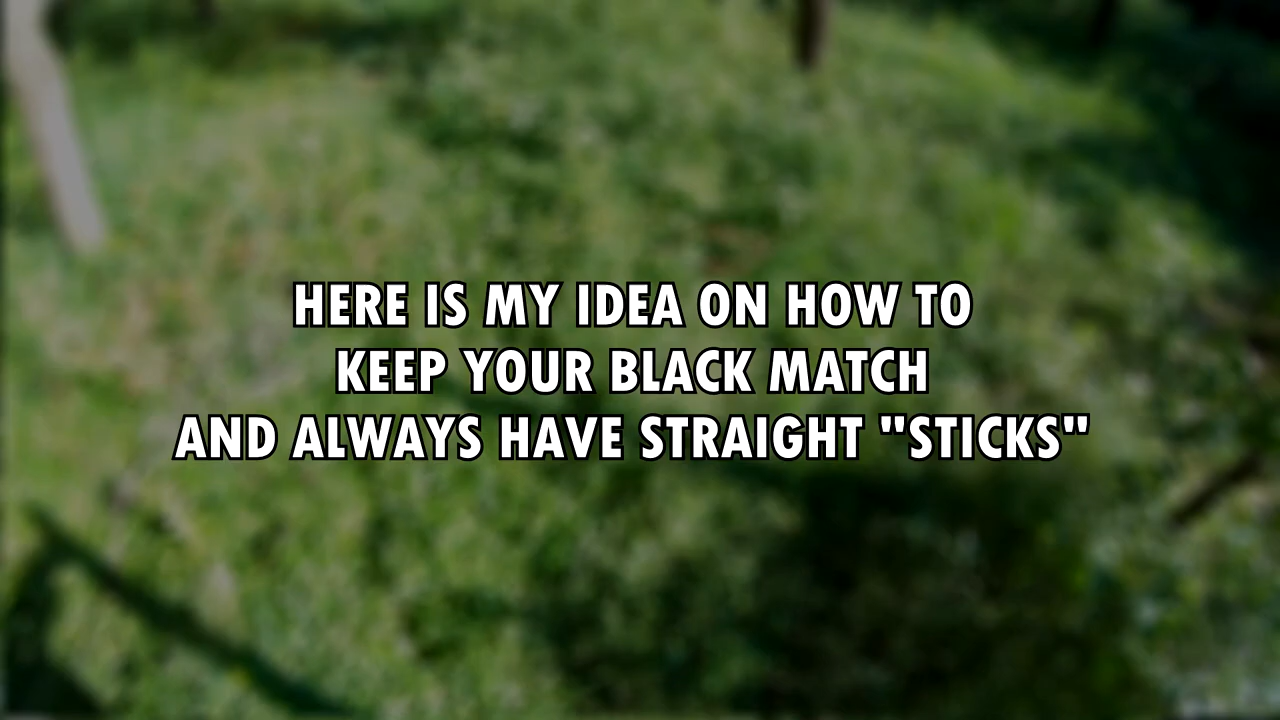 HERE IS MY IDEA ON HOW TO
KEEP YOUR BLACK MATCH
AND ALWAYS HAVE STRAIGHT "STICKS"